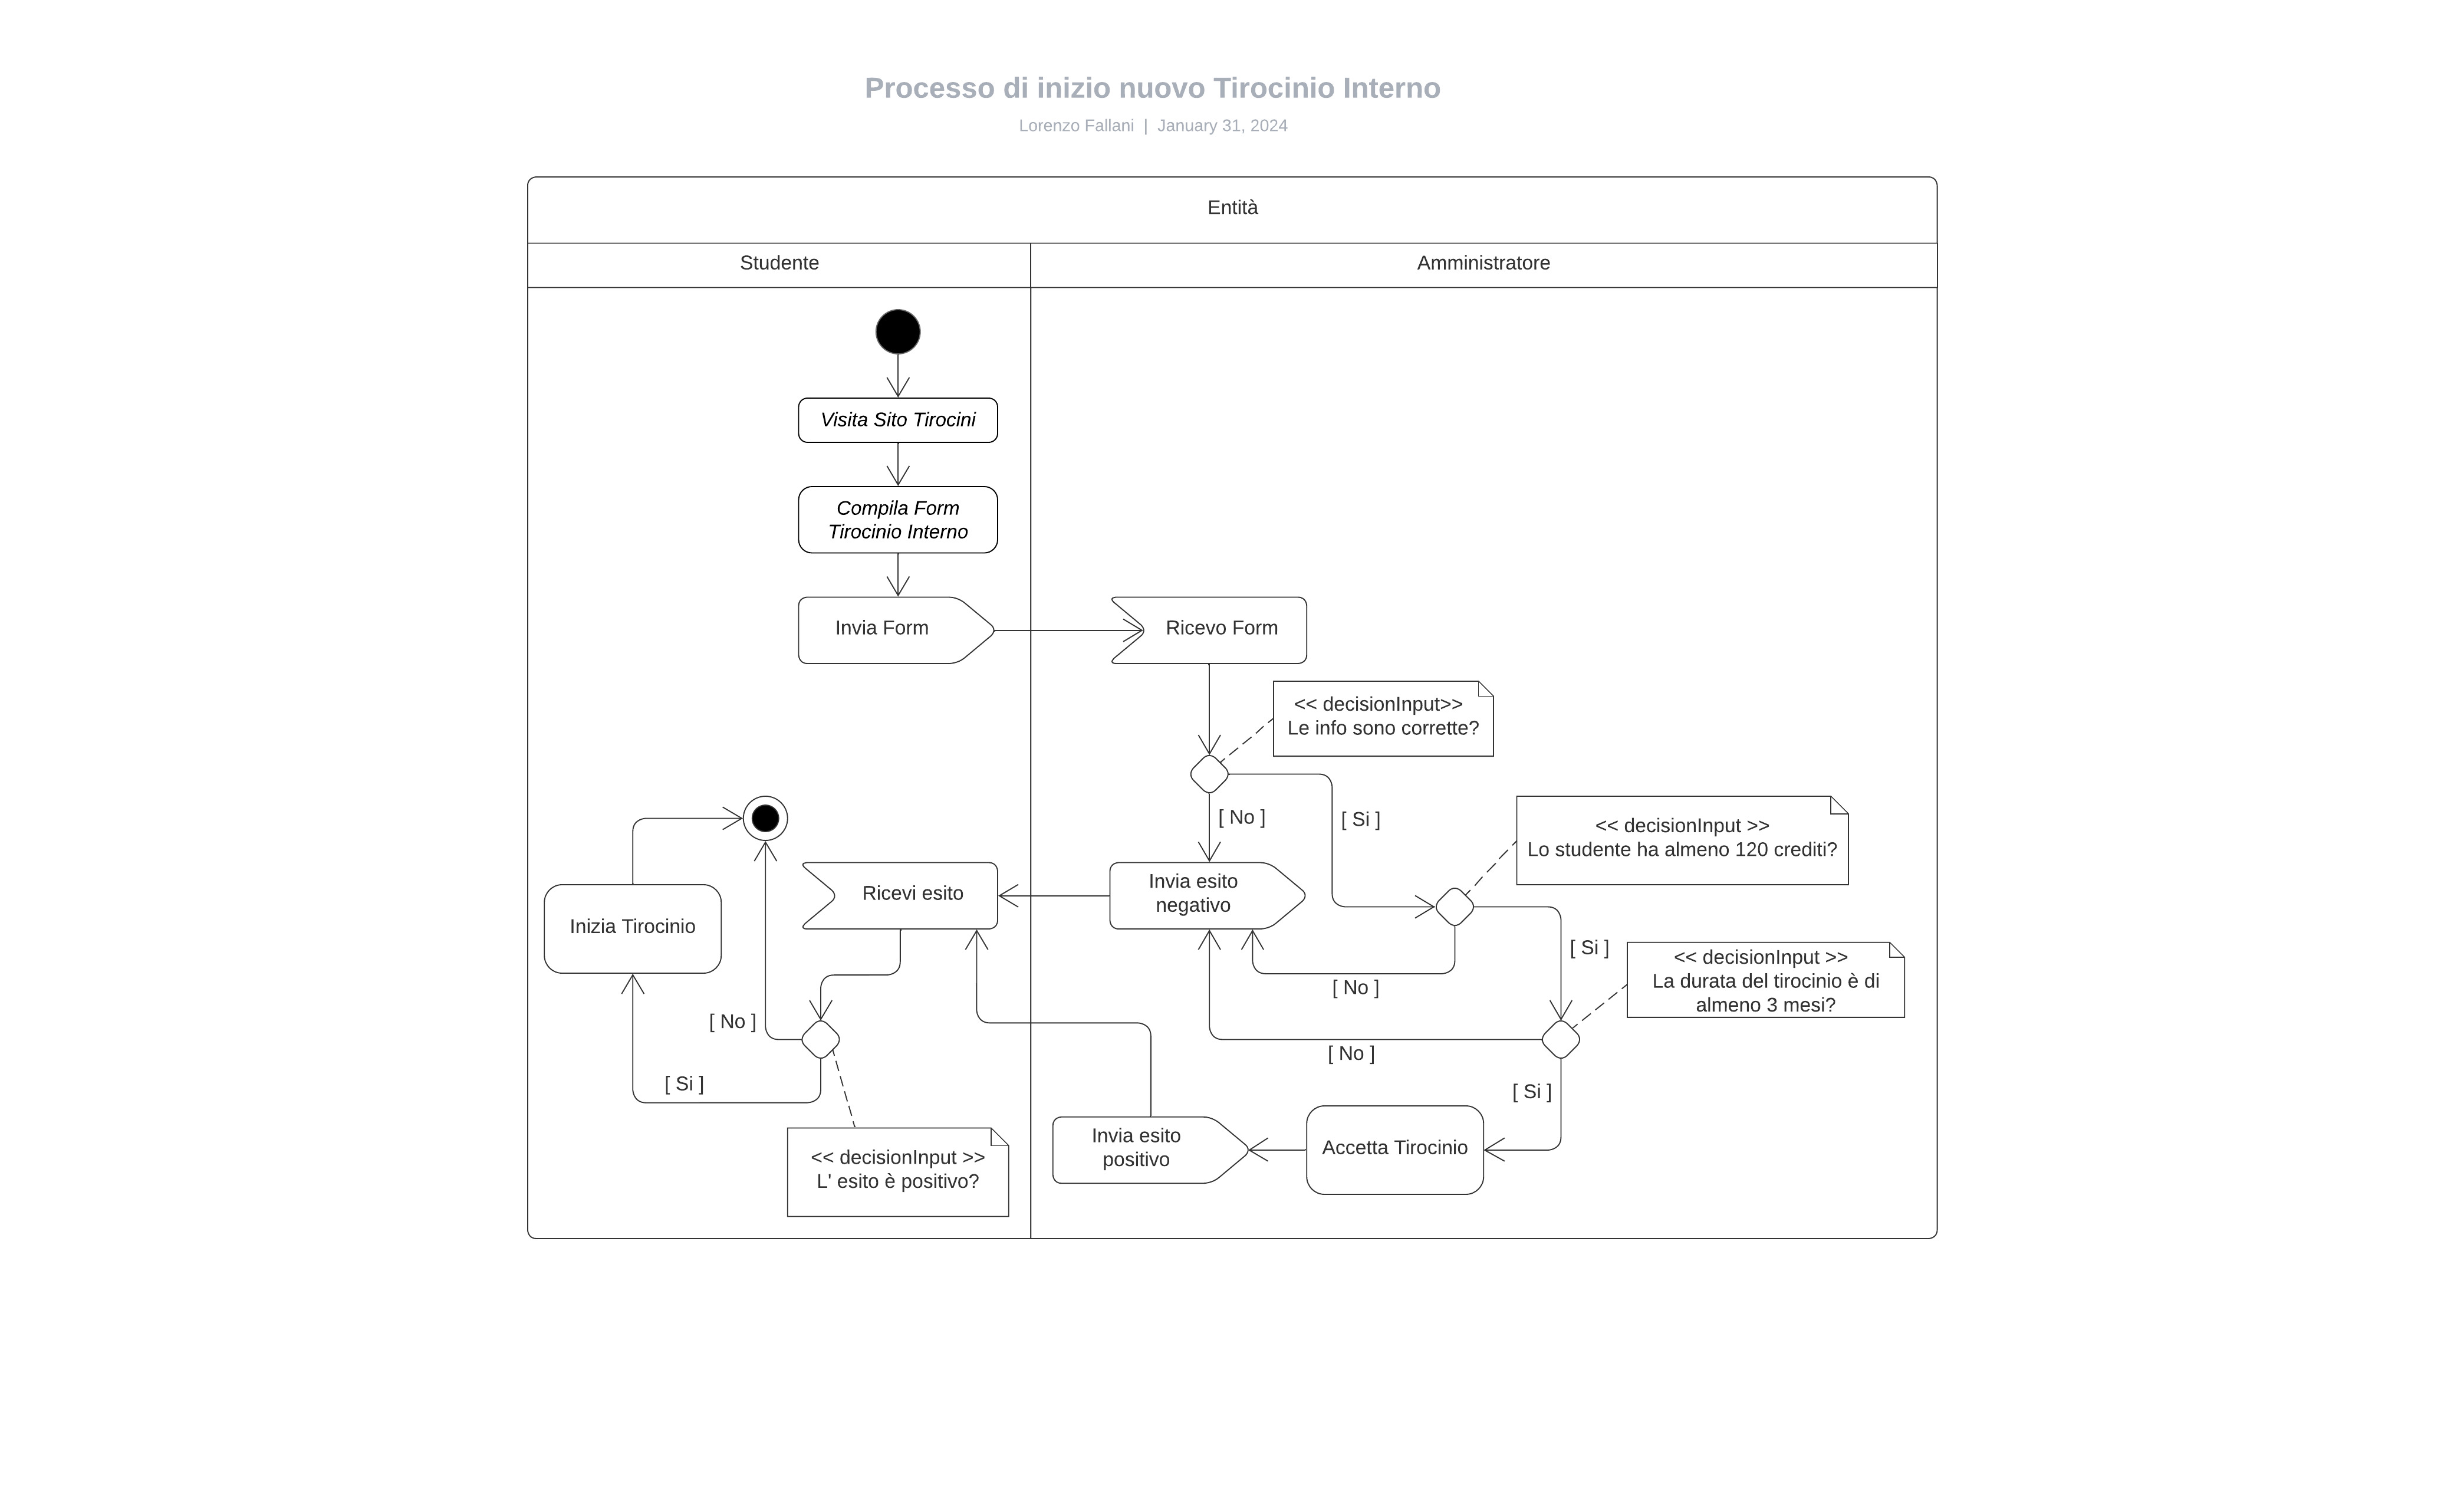 Processo di inizio nuovo Tirocinio Interno
Lorenzo Fallani | January 31, 2024
Entità
Studente
Amministratore
Visita Sito Tirocini
Compila Form
Tirocinio Interno
Invia Form
Ricevo Form
<< decisionInput>>
Le info sono corrette?
[ No ]
[ Si ]
<< decisionInput >>
Lo studente ha almeno 120 crediti?
Invia esito
negativo
Ricevi esito
Inizia Tirocinio
[ Si ]
<< decisionInput >>
La durata del tirocinio è di
almeno 3 mesi?
[ No ]
[ No ]
[ No ]
[ Si ]
[ Si ]
Invia esito
positivo
Accetta Tirocinio
<< decisionInput >>
L' esito è positivo?